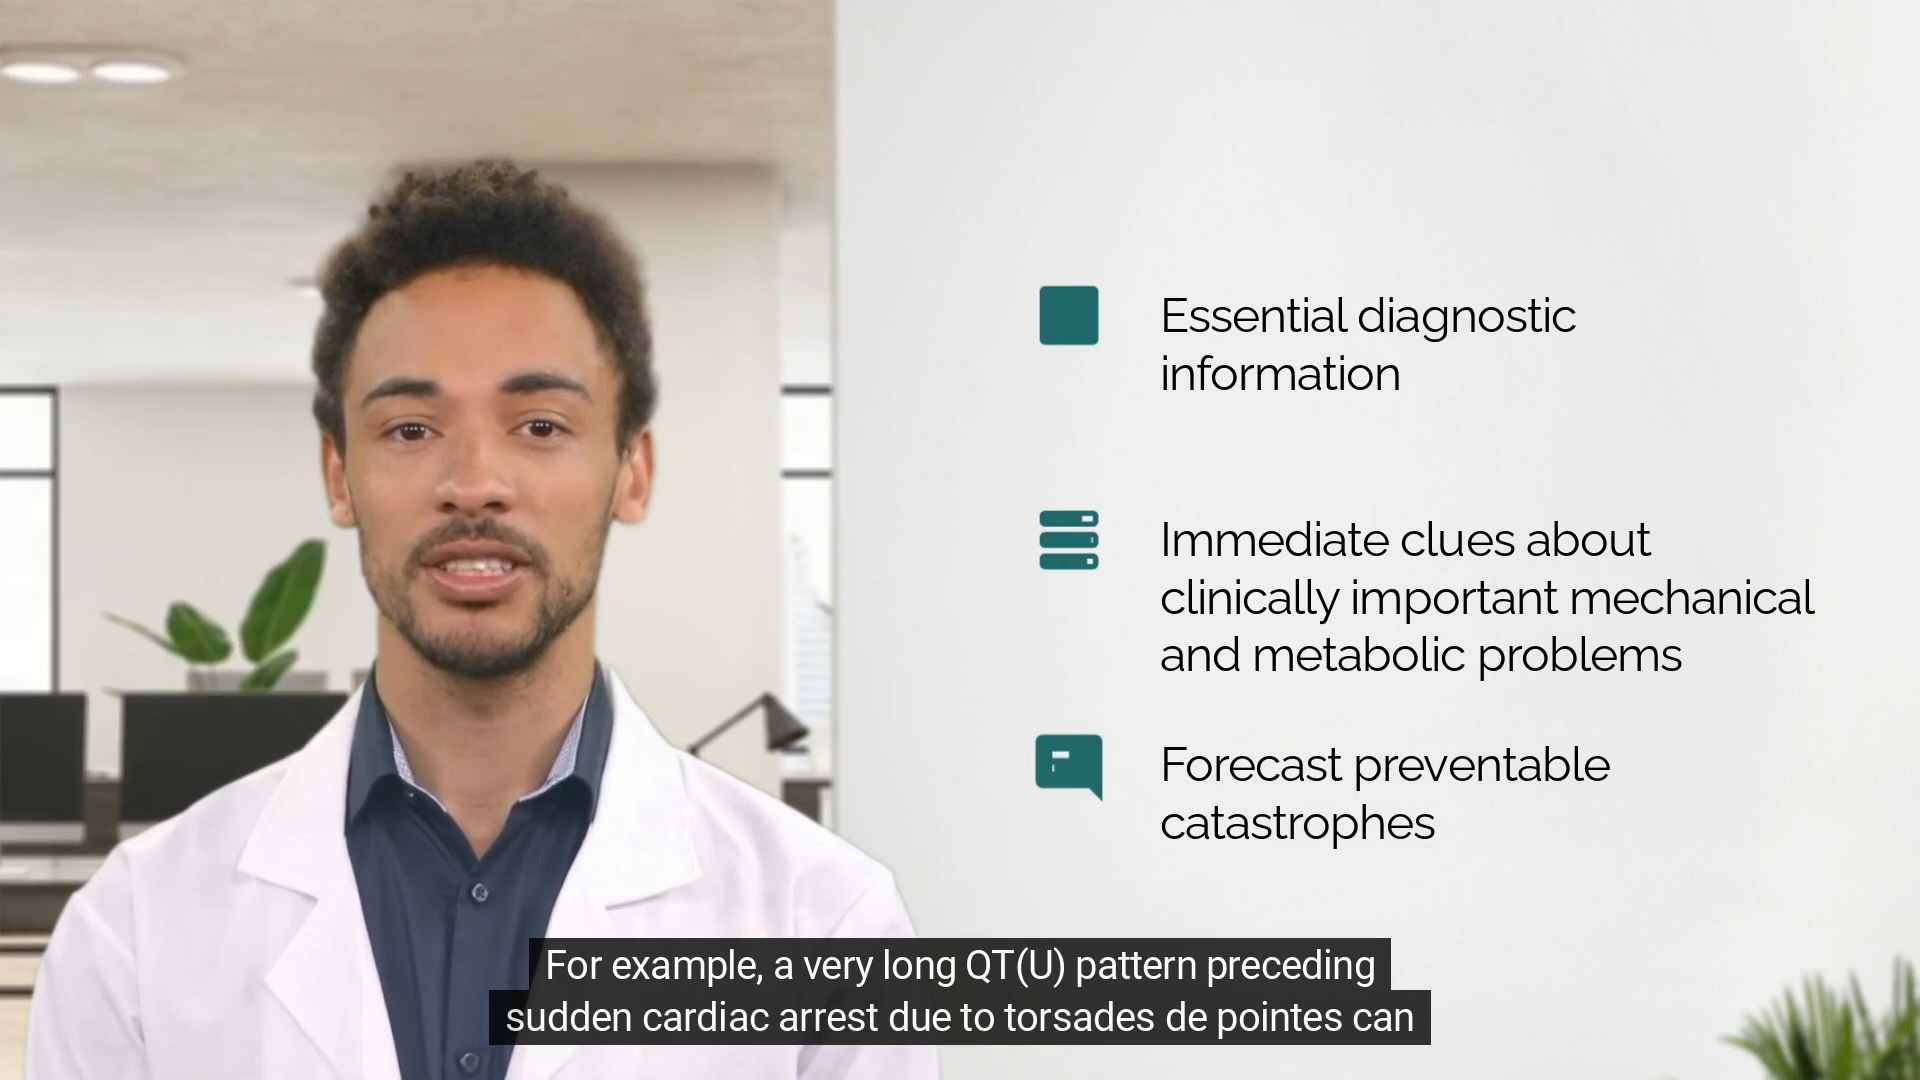 Essential diagnostic
information
Immediate clues about
clinically important mechanical
and metabolic problems
Forecast preventable
catastrophes
For example, a very long QT(U) pattern preceding
sudden cardiac arrest due to torsades de pointes can